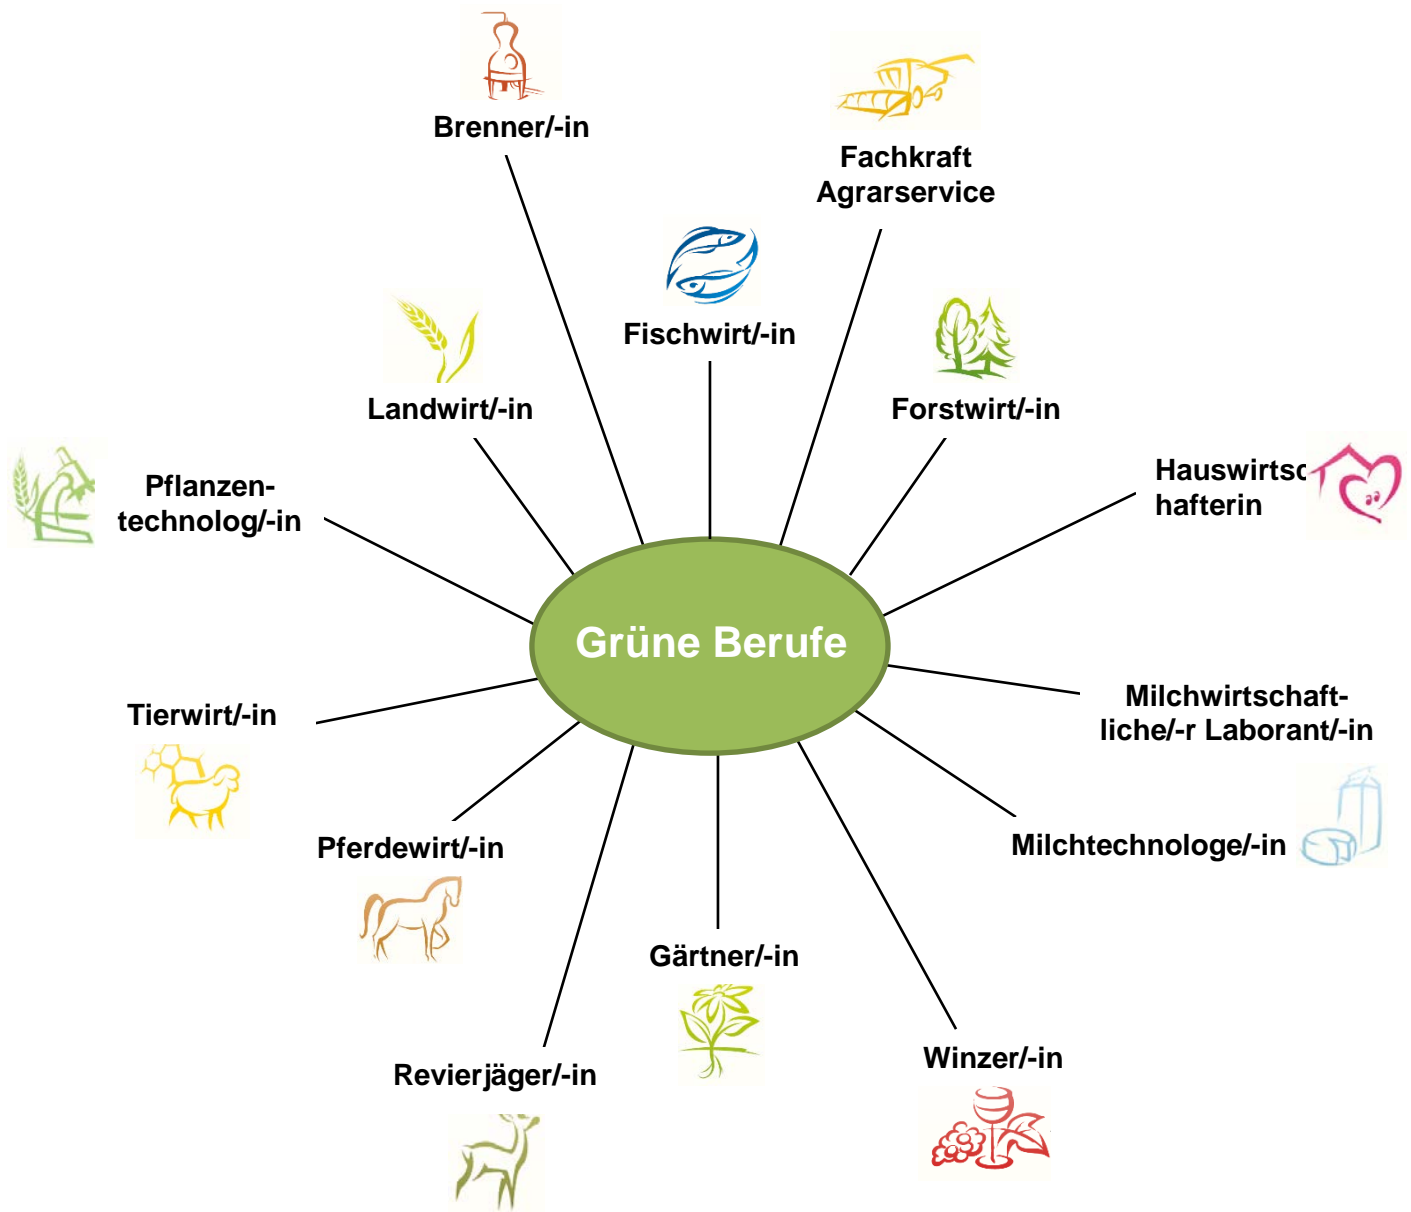 Brenner/-in
Fachkraft
Agrarservice
Fischwirt/-in
Landwirt/-in
Forstwirt/-in
Hauswirtsc
hafterin
Pflanzen-
technolog/-in
Grüne Berufe
Milchwirtschaft-
liche/-r Laborant/-in
Tierwirt/-in
Pferdewirt/-in
Milchtechnologe/-in
Gärtner/-in
Winzer/-in
Revierjäger/-in